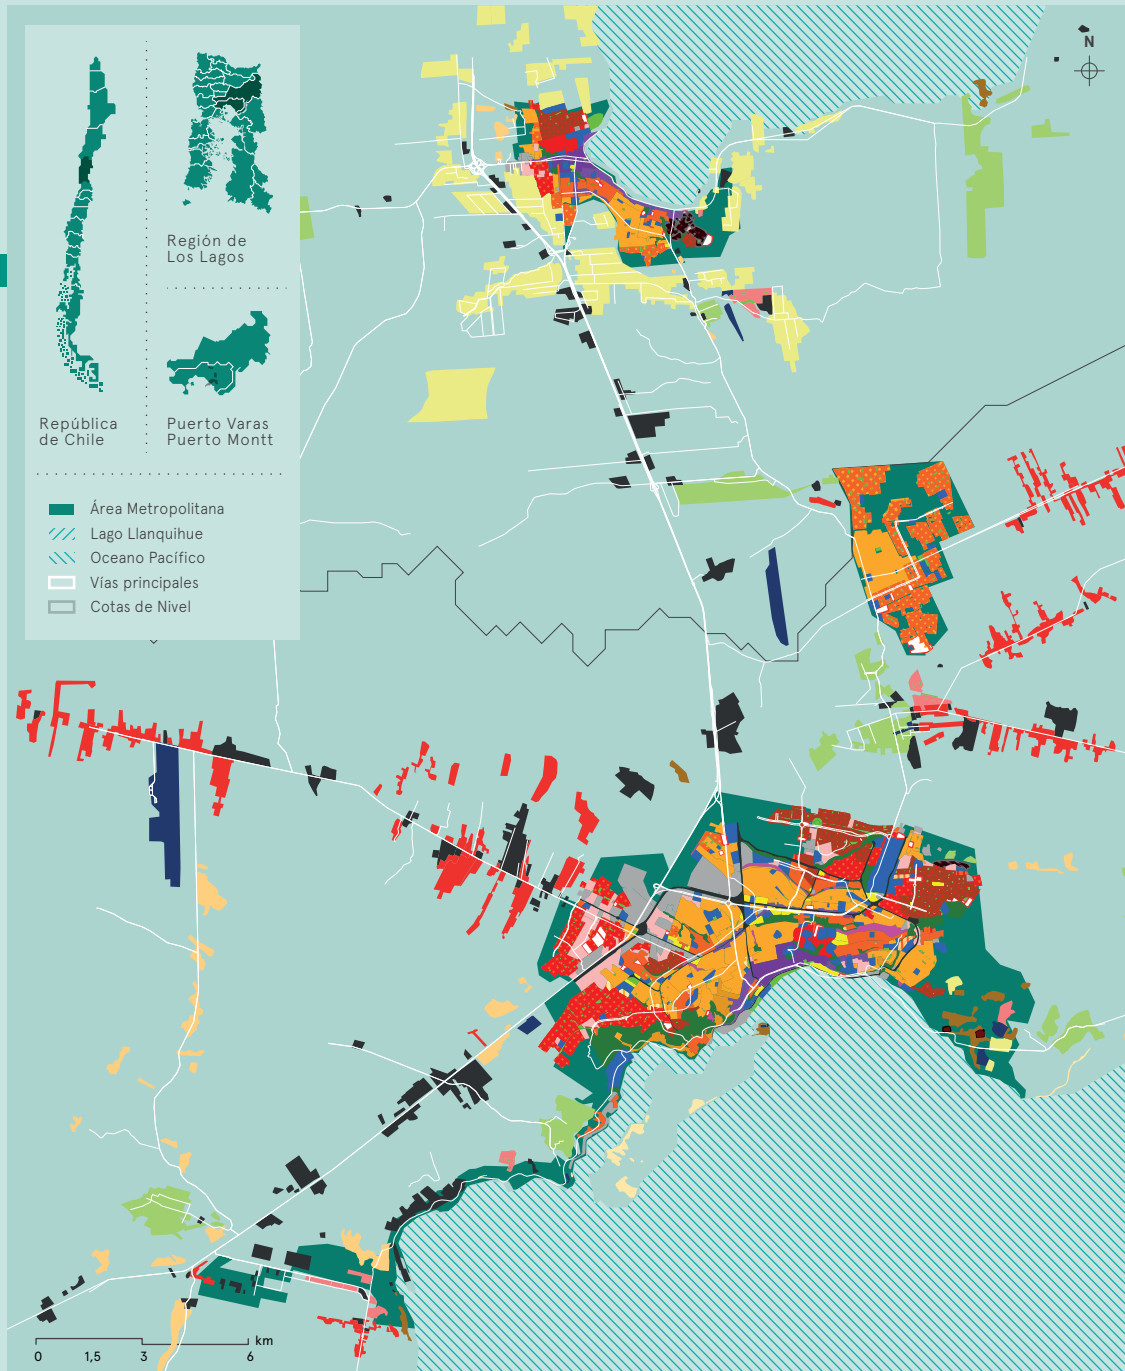 N
Región de
Los Lagos
República
de Chile
Puerto Varas
Puerto Montt
Área Metropolitana
Lago Llanquihue
Oceano Pacífico
Vías principales
Cotas de Nivel
km
0 1,5 3 6